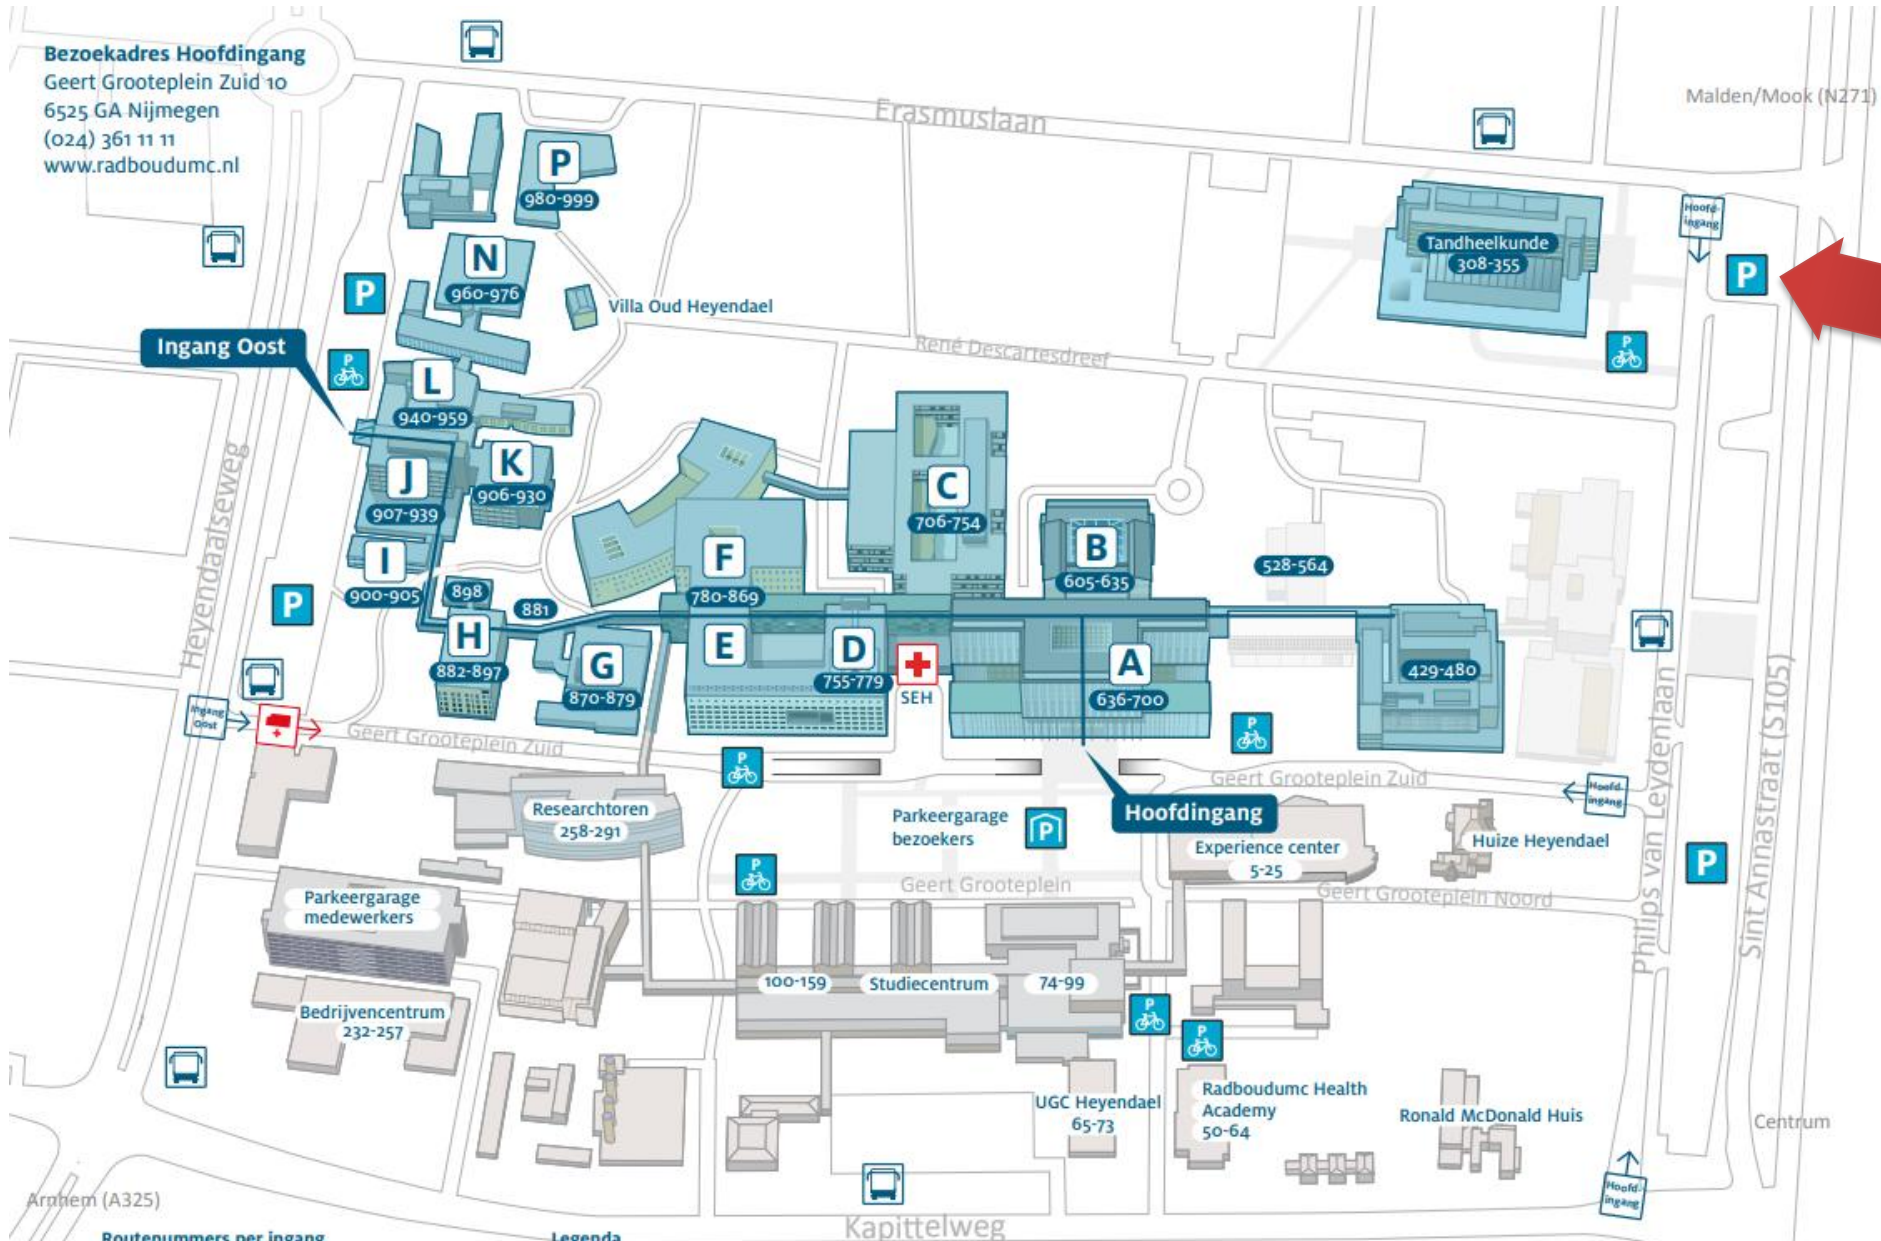 Bezoekadres Hoofdingang
Geert Grooteplein Zuid 10
6525 GA Nijmegen
(024) 361 11 11
www.radboudumc.nl
Erasmuslaan
Malden/Mook (N271)
P
980-999
Hoofd-
ingang
Tandheelkunde
308-355
P
N
960-976
P
Villa Oud Heyendael
Ingang Oost
René Descartesdreef
P
P
L
940-959
C
706-754
K
906-930
J
907-939
Heyendaalseweg
F
780-869
B
605-635
528-564
I
900-905
898
881
P
H
882-897
G
870-879
E
D
755-779
SEH
A
636-700
429-480
Ingang
Oost
Geert Grooteplein Zuid
P
P
Geert Grooteplein Zuid
Hoofd-
ingang
Philips van Leydenlaan
Sint Annastraat (S105)
Researchtoren
258-291
Parkeergarage
bezoekers
P
Hoofdingang
Experience center
5-25
Huize Heyendael
P
P
Geert Grooteplein
Geert Grooteplein Noord
Parkeergarage
medewerkers
100-159
Studiecentrum
74-99
Bedrijvencentrum
232-257
P
P
UGC Heyendael
65-73
Radboudumc Health
Academy
50-64
Ronald McDonald Huis
Centrum
Arnhem (A325)
Hoofd-
ingang
Kapittelweg
Routenummers per ingang
Legenda